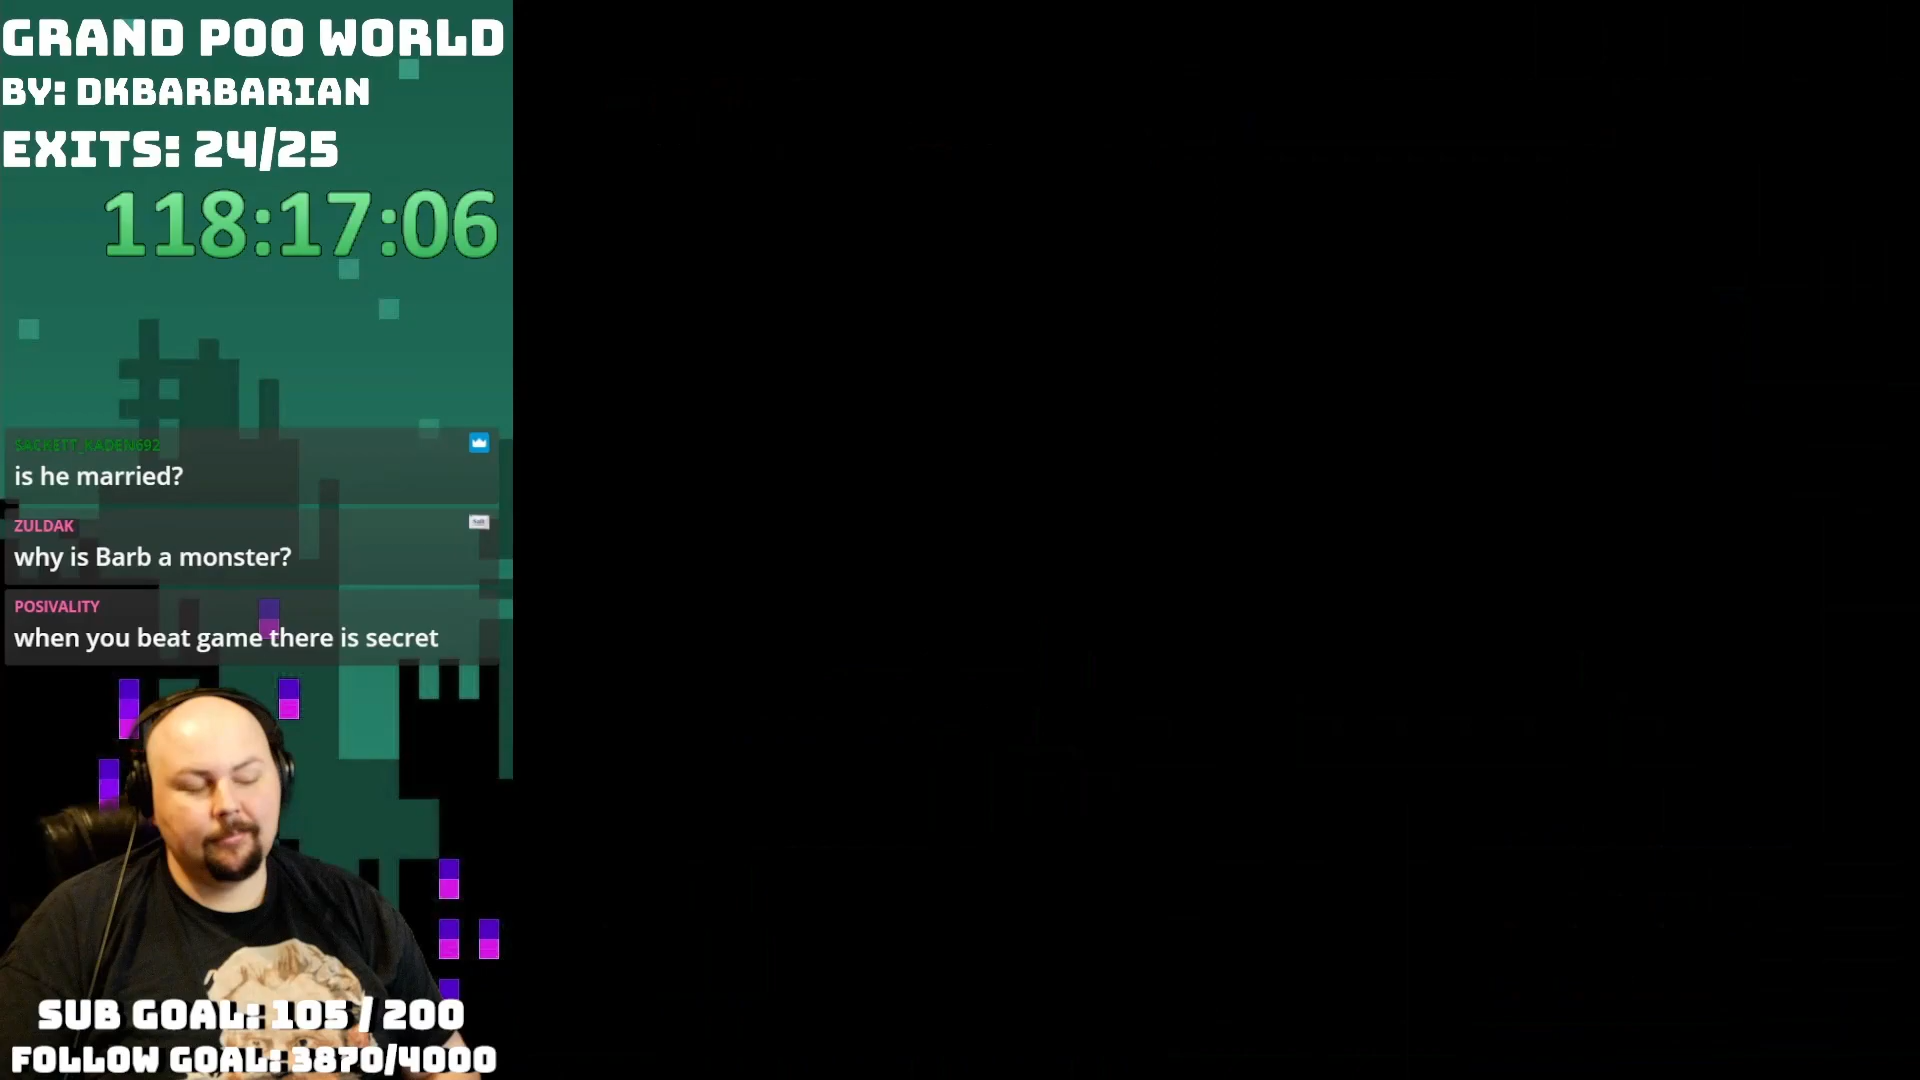 GRAND POO WORLD
BY: DKBARBARIAN
EXITS: 24/25
118:17:06
SACKETT_KADEN692
is he married?
ZULDAK
why is Barb a monster?
POSIVALITY
when you beat game there is secret
SUB GOAL: 105 / 200
FOLLOW GOAL: 3870/4000